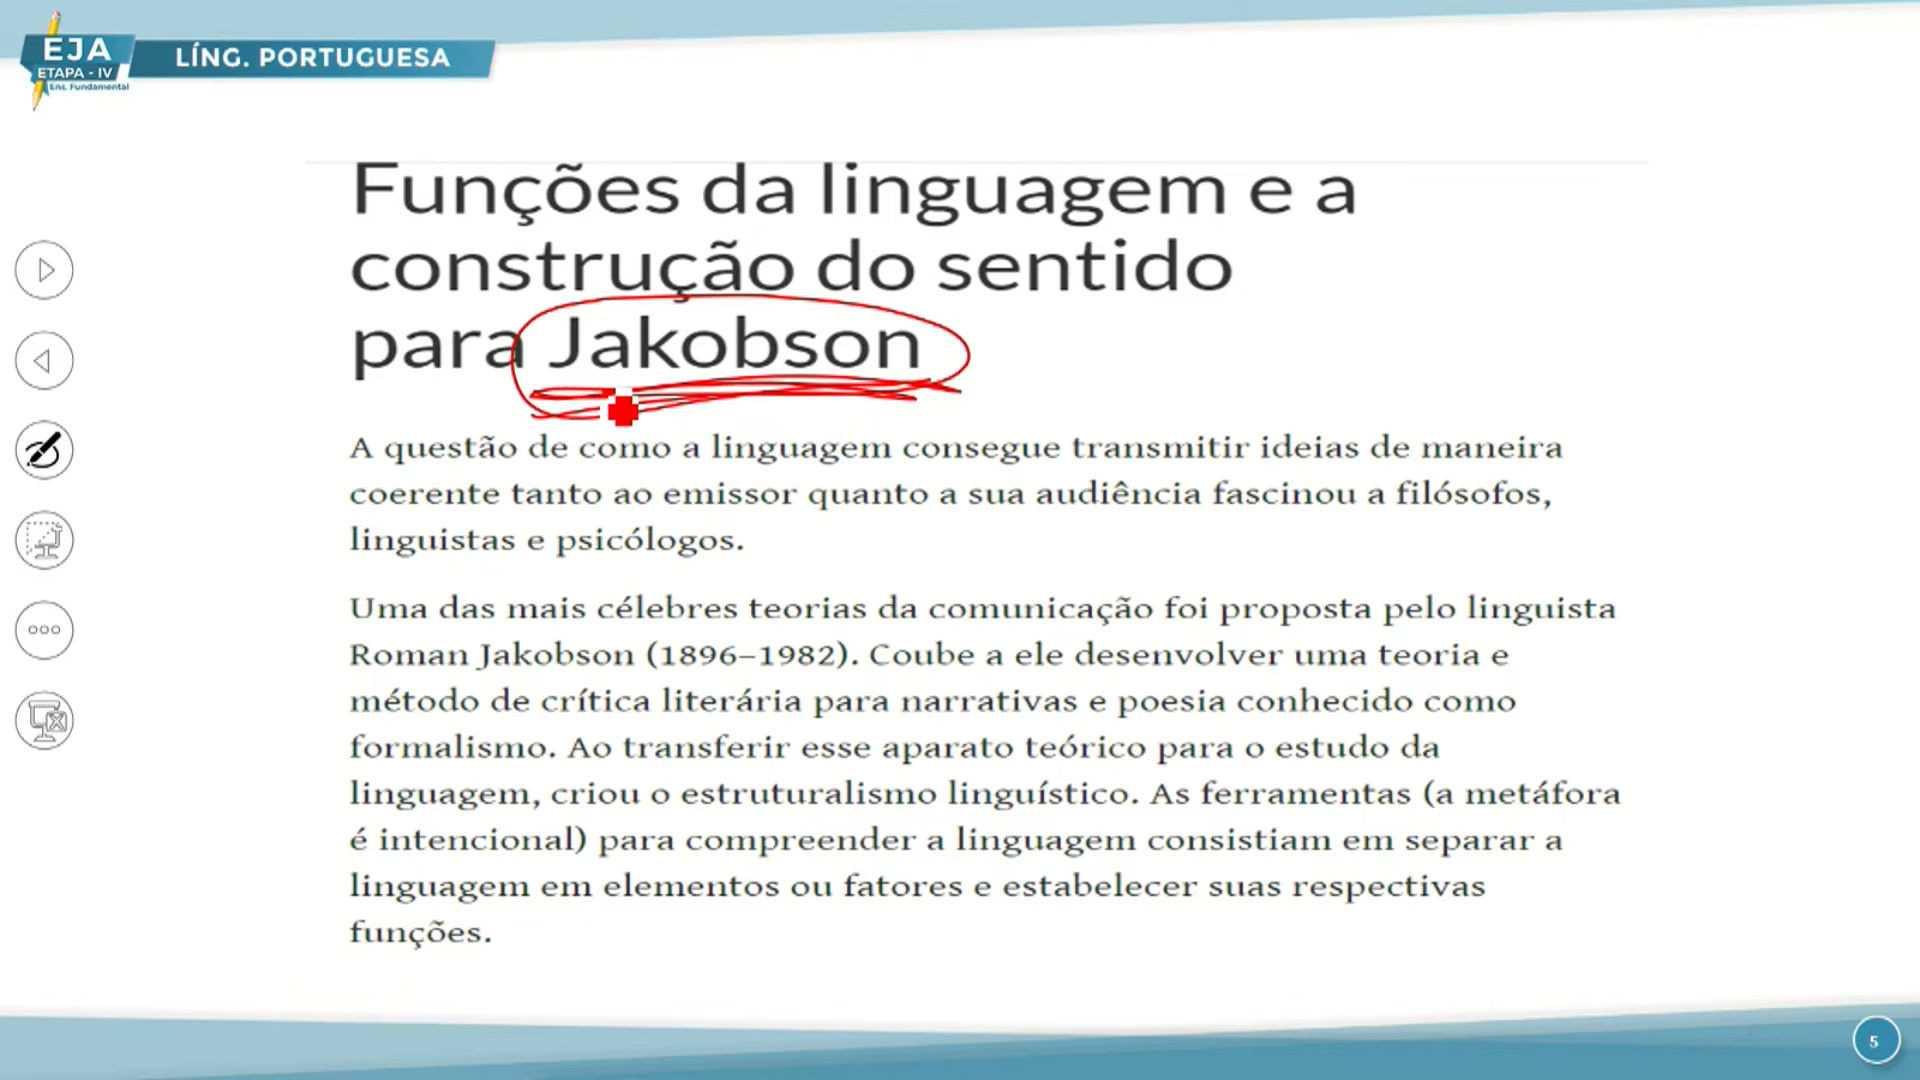 EJA
ETAPA - IV
Ens. Fundamental
LÍNG. PORTUGUESA
Funções da linguagem e a
construção do sentido
para Jakobson
A questão de como a linguagem consegue transmitir ideias de maneira
coerente tanto ao emissor quanto a sua audiência fascinou a filósofos,
linguistas e psicólogos.
Uma das mais célebres teorias da comunicação foi proposta pelo linguista
Roman Jakobson (1896–1982). Coube a ele desenvolver uma teoria e
método de crítica literária para narrativas e poesia conhecido como
formalismo. Ao transferir esse aparato teórico para o estudo da
linguagem, criou o estruturalismo linguístico. As ferramentas (a metáfora
é intencional) para compreender a linguagem consistiam em separar a
linguagem em elementos ou fatores e estabelecer suas respectivas
funções.
5